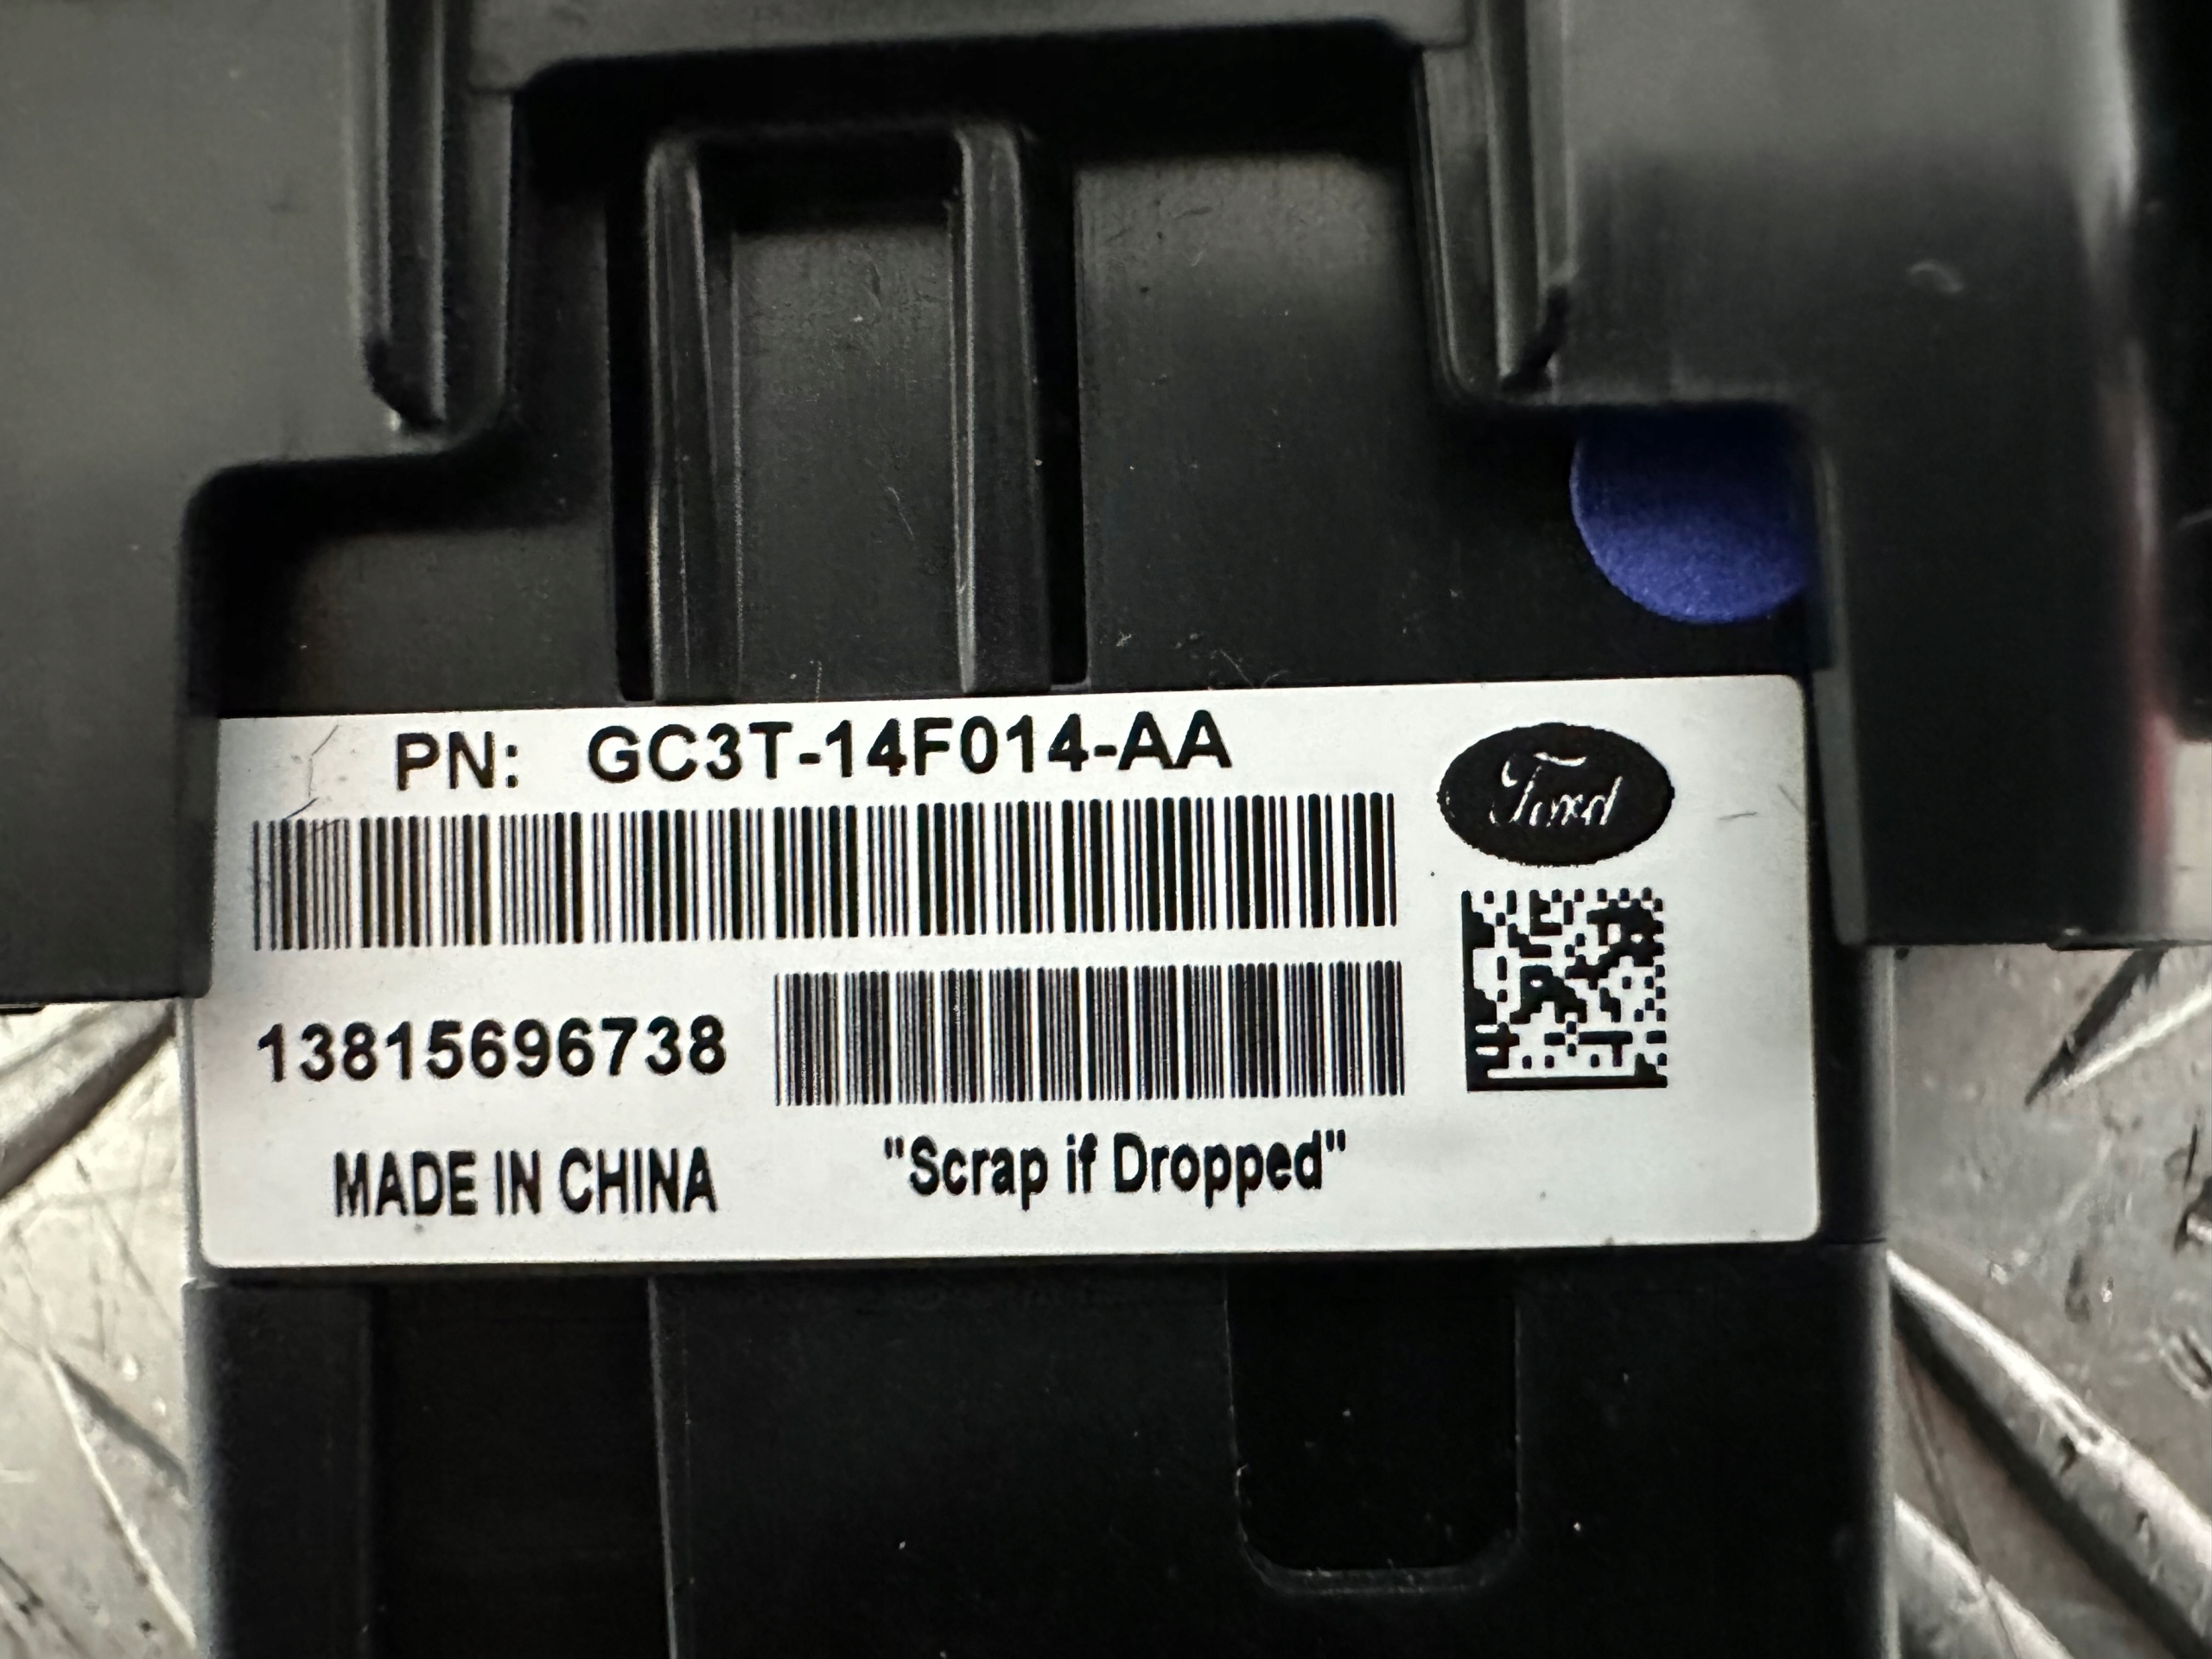 PN: GC3T-14F014-AA
Ford
13815696738
MADE IN CHINA
"Scrap if Dropped"